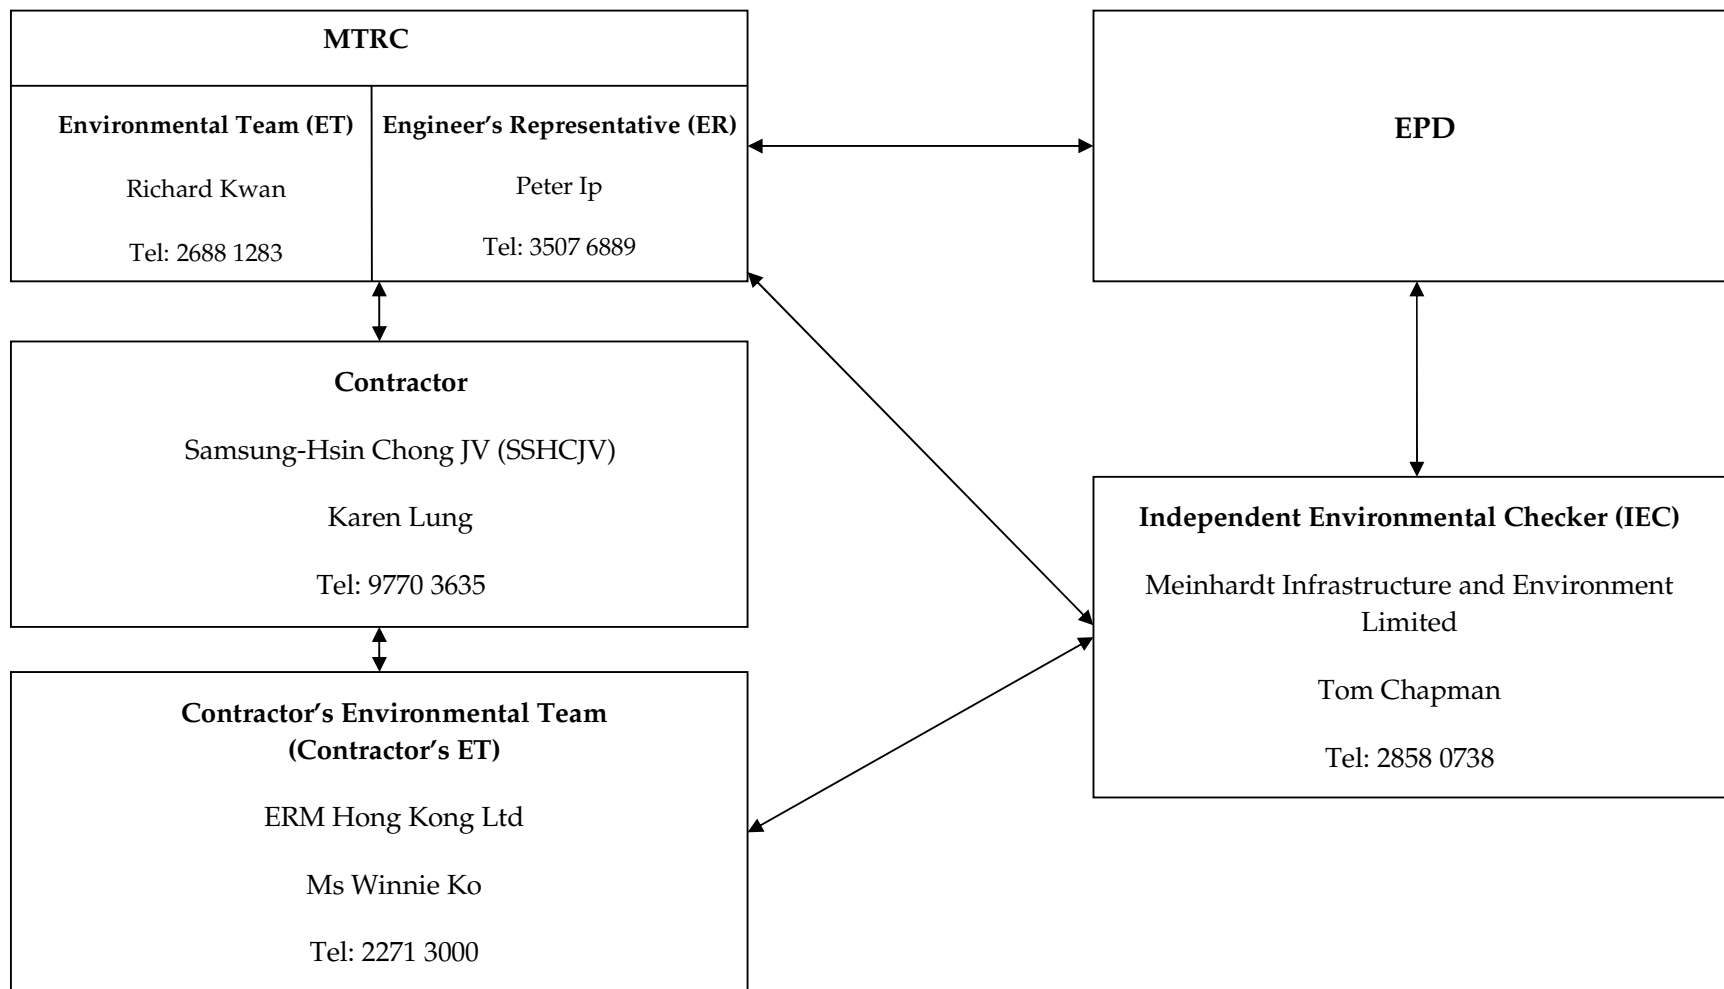 MTRC
Environmental Team (ET)
Richard Kwan
Tel: 2688 1283
Engineer’s Representative (ER)
Peter Ip
Tel: 3507 6889
EPD
Contractor
Samsung-Hsin Chong JV (SSHCJV)
Karen Lung
Tel: 9770 3635
Independent Environmental Checker (IEC)
Meinhardt Infrastructure and Environment
Limited
Tom Chapman
Tel: 2858 0738
Contractor’s Environmental Team
(Contractor’s ET)
ERM Hong Kong Ltd
Ms Winnie Ko
Tel: 2271 3000